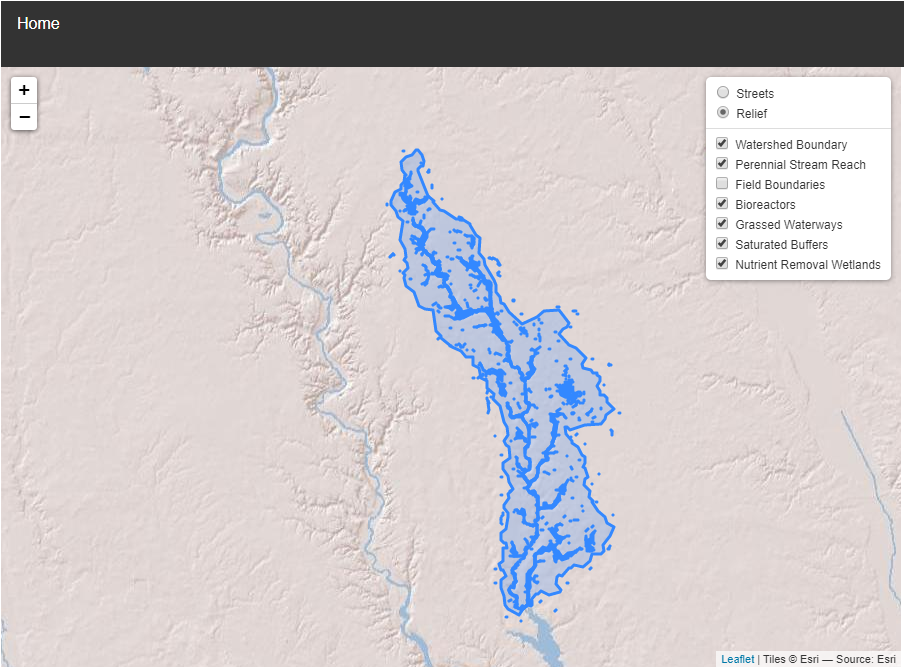 Home
+
−
Streets
Relief
Watershed Boundary
Perennial Stream Reach
Field Boundaries
Bioreactors
Grassed Waterways
Saturated Buffers
Nutrient Removal Wetlands
Leaflet | Tiles © Esri — Source: Esri